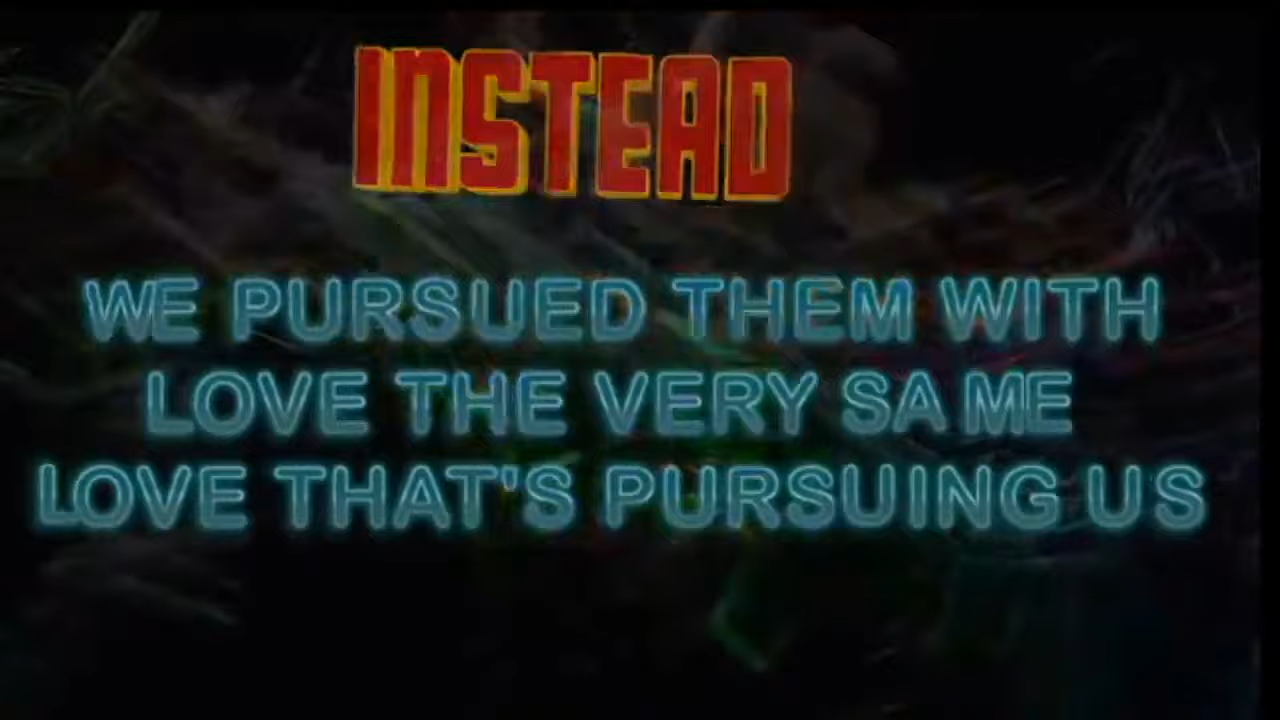 INSTEAD
WE PURSUED THEM WITH
LOVE THE VERY SAME
LOVE THAT'S PURSUING US